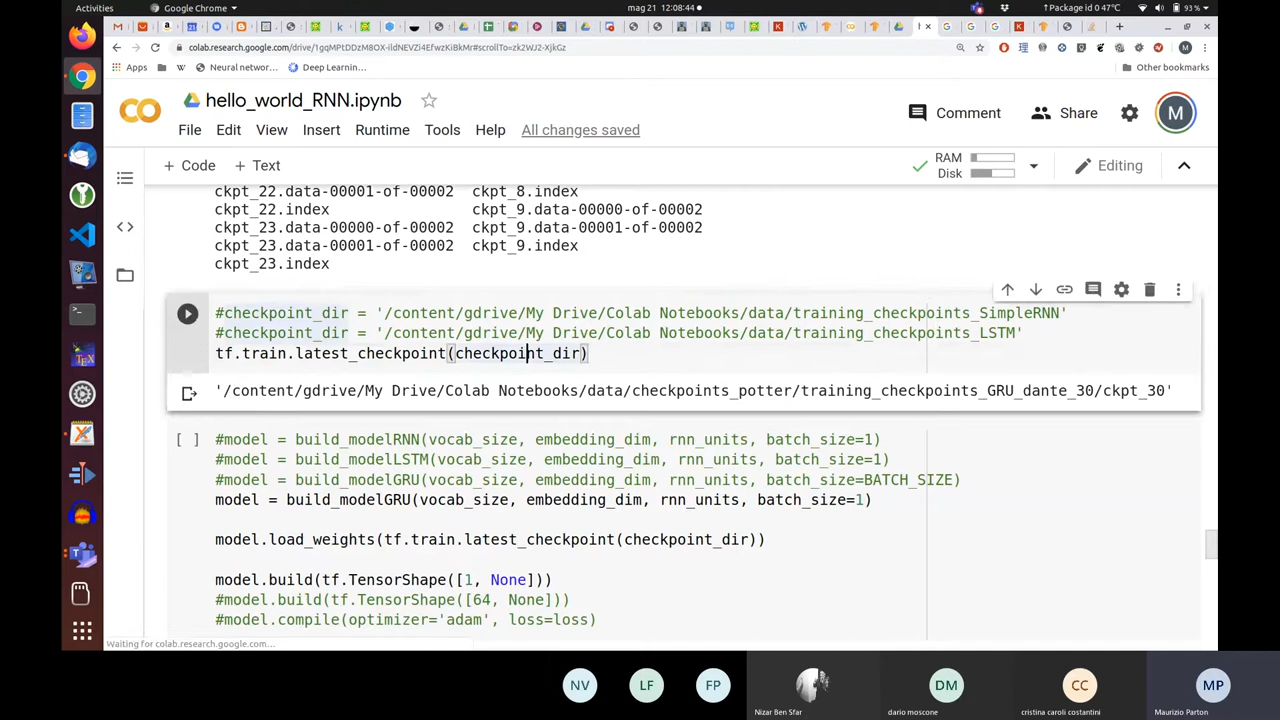 Activities
Google Chrome
mag 21 12:08:44
Package id 0 47°C
93 %
colab.research.google.com/drive/1gqMPtDDzM8OX-ildNEVZi4EFwzKiBkMr#scrollTo=zk2WJ2-XjkGz
Apps
Neural networ...
Deep Learnin...
Other bookmarks
hello_world_RNN.ipynb
Comment
Share
M
File Edit View Insert Runtime Tools Help All changes saved
+ Code + Text
RAM
Disk
Editing
ckpt_22.data-00001-of-00002 ckpt_8.index
ckpt_22.index ckpt_9.data-00000-of-00002
ckpt_23.data-00000-of-00002 ckpt_9.data-00001-of-00002
ckpt_23.data-00001-of-00002 ckpt_9.index
ckpt_23.index
#checkpoint_dir = '/content/gdrive/My Drive/Colab Notebooks/data/training_checkpoints_SimpleRNN'
#checkpoint_dir = '/content/gdrive/My Drive/Colab Notebooks/data/training_checkpoints_LSTM'
tf.train.latest_checkpoint(checkpoint_dir)
'/content/gdrive/My Drive/Colab Notebooks/data/checkpoints_potter/training_checkpoints_GRU_dante_30/ckpt_30'
[ ]
#model = build_modelRNN(vocab_size, embedding_dim, rnn_units, batch_size=1)
#model = build_modelLSTM(vocab_size, embedding_dim, rnn_units, batch_size=1)
#model = build_modelGRU(vocab_size, embedding_dim, rnn_units, batch_size=BATCH_SIZE)
model = build_modelGRU(vocab_size, embedding_dim, rnn_units, batch_size=1)
model.load_weights(tf.train.latest_checkpoint(checkpoint_dir))
model.build(tf.TensorShape([1, None]))
#model.build(tf.TensorShape([64, None]))
#model.compile(optimizer='adam', loss=loss)
Waiting for colab.research.google.com...
NV
LF
FP
DM
CC
MP
Nizar Ben Sfar
dario moscone
cristina caroli costantini
Maurizio Parton